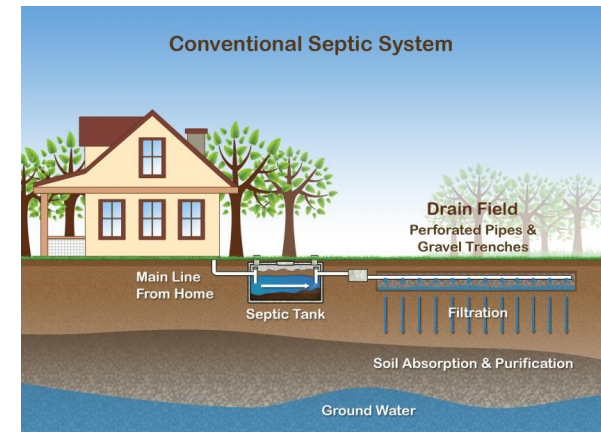 Conventional Septic System
Drain Field
Perforated Pipes &
Gravel Trenches
Main Line
From Home
Septic Tank
Filtration
Soil Absorption & Purification
Ground Water